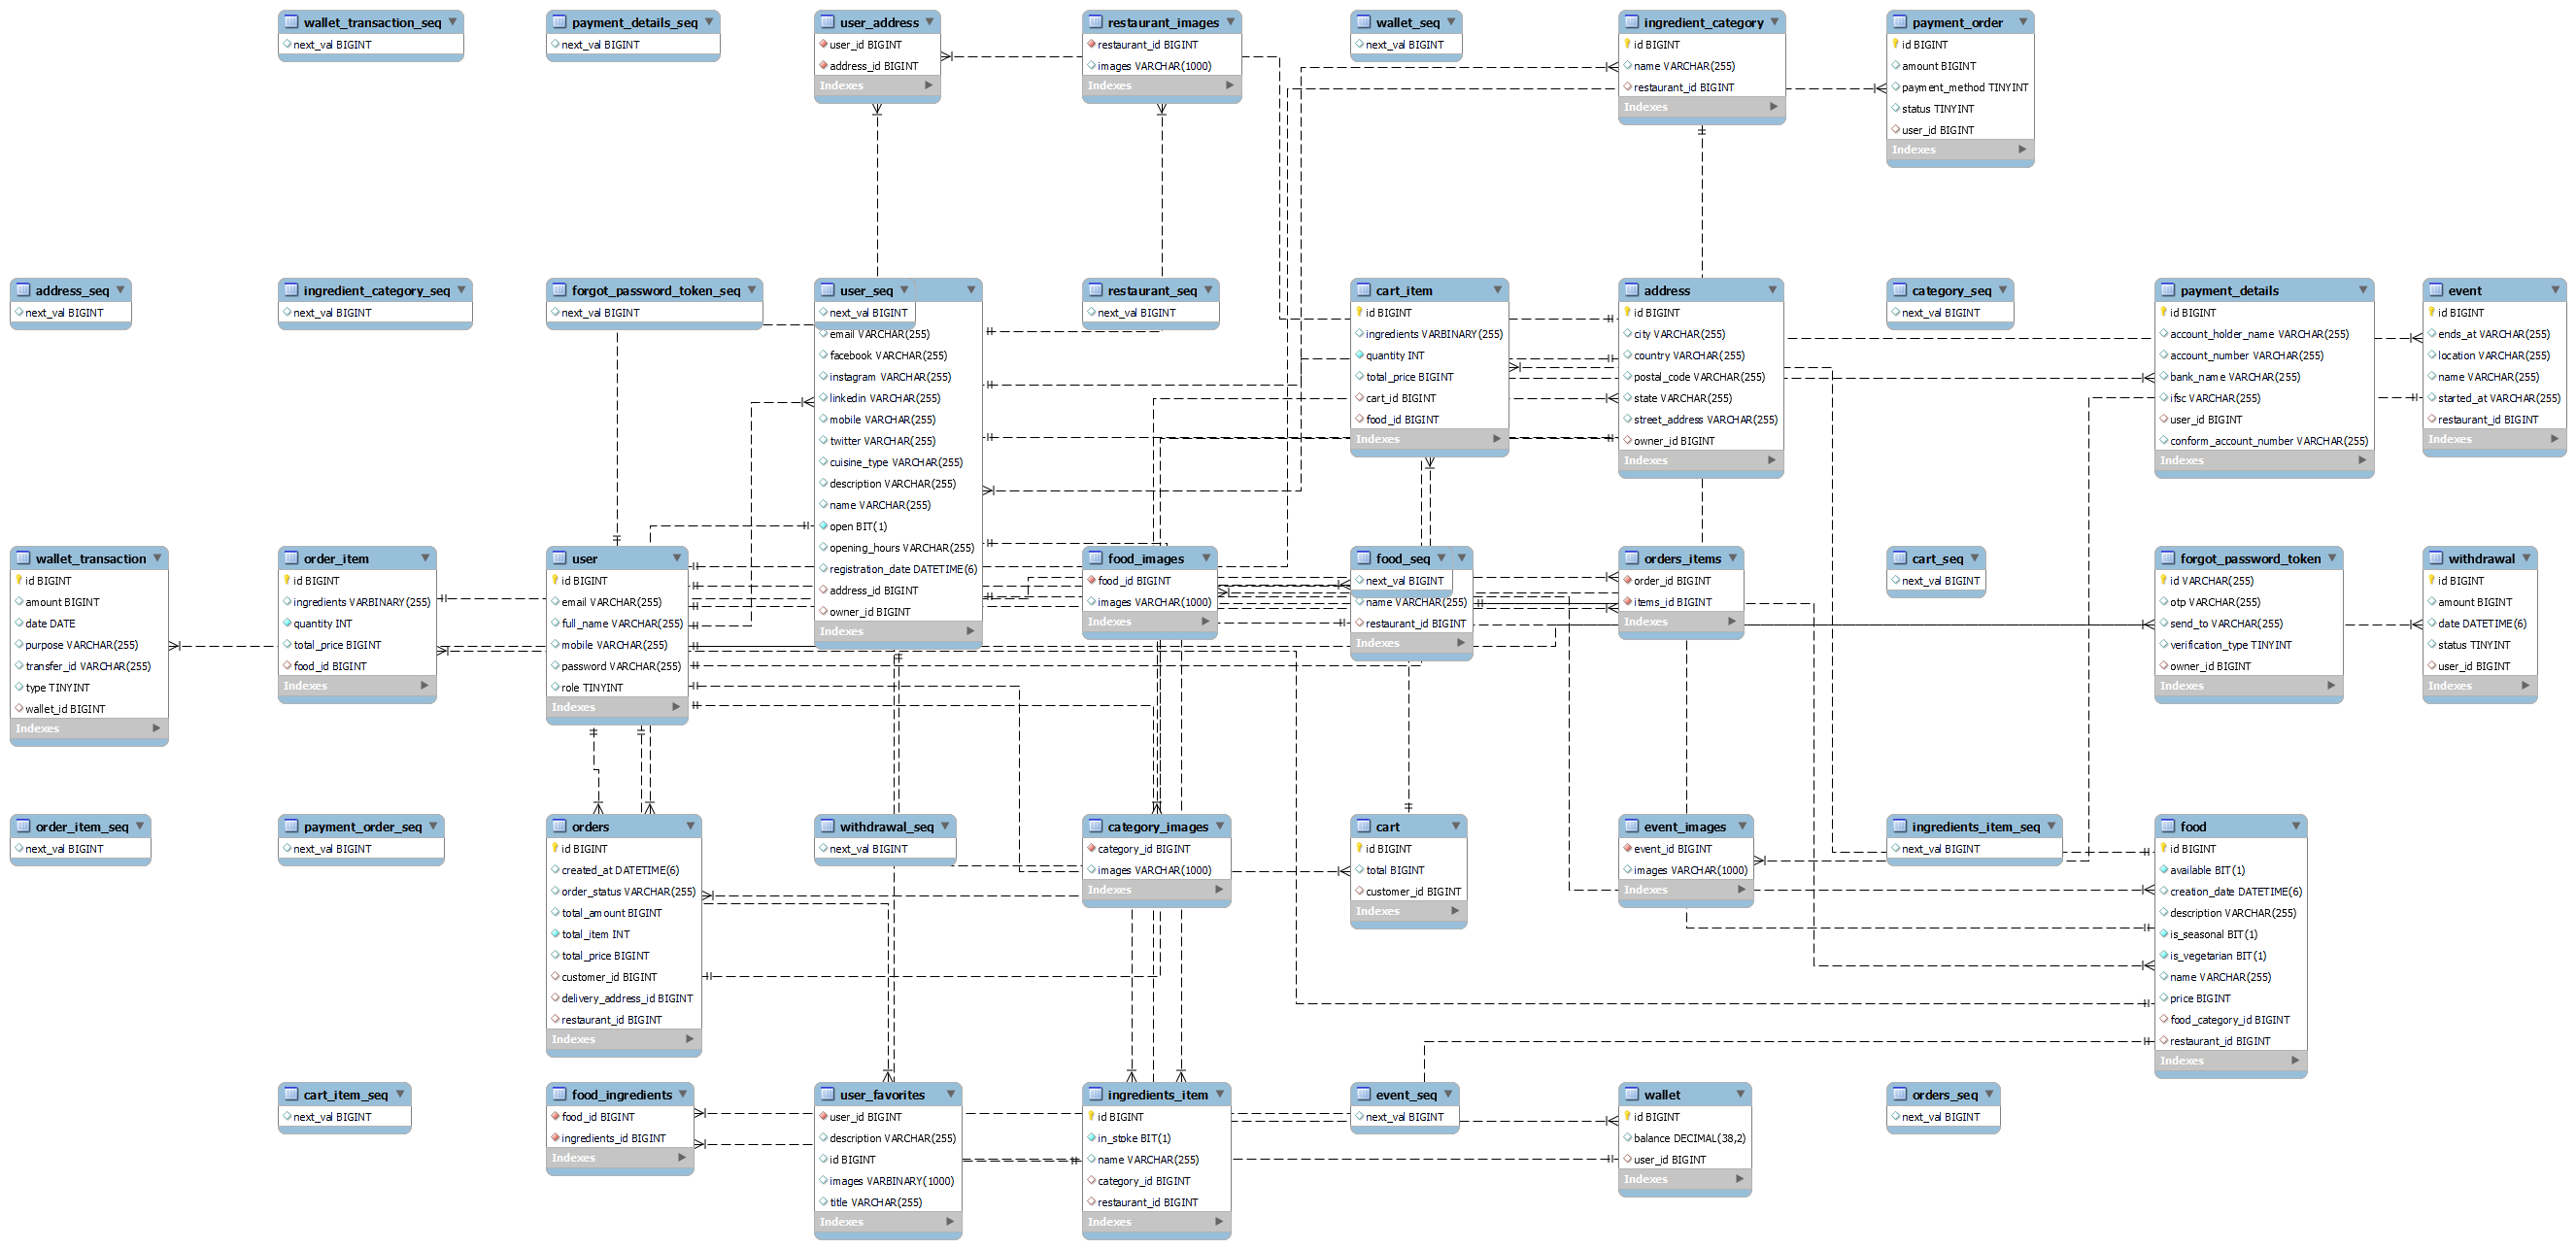 wallet_transaction_seq
next_val BIGINT
payment_details_seq
next_val BIGINT
user_address
user_id BIGINT
address_id BIGINT
Indexes
restaurant_images
restaurant_id BIGINT
images VARCHAR(1000)
Indexes
wallet_seq
next_val BIGINT
ingredient_category
id BIGINT
name VARCHAR(255)
restaurant_id BIGINT
Indexes
payment_order
id BIGINT
amount BIGINT
payment_method TINYINT
status TINYINT
user_id BIGINT
Indexes
address_seq
next_val BIGINT
ingredient_category_seq
next_val BIGINT
forgot_password_token_seq
next_val BIGINT
user_seq
next_val BIGINT
email VARCHAR(255)
facebook VARCHAR(255)
instagram VARCHAR(255)
linkedin VARCHAR(255)
mobile VARCHAR(255)
twitter VARCHAR(255)
cuisine_type VARCHAR(255)
description VARCHAR(255)
name VARCHAR(255)
open BIT(1)
opening_hours VARCHAR(255)
registration_date DATETIME(6)
address_id BIGINT
owner_id BIGINT
Indexes
restaurant_seq
next_val BIGINT
cart_item
id BIGINT
ingredients VARBINARY(255)
quantity INT
total_price BIGINT
cart_id BIGINT
food_id BIGINT
Indexes
address
id BIGINT
city VARCHAR(255)
country VARCHAR(255)
postal_code VARCHAR(255)
state VARCHAR(255)
street_address VARCHAR(255)
owner_id BIGINT
Indexes
category_seq
next_val BIGINT
payment_details
id BIGINT
account_holder_name VARCHAR(255)
account_number VARCHAR(255)
bank_name VARCHAR(255)
ifsc VARCHAR(255)
user_id BIGINT
conform_account_number VARCHAR(255)
Indexes
event
id BIGINT
ends_at VARCHAR(255)
location VARCHAR(255)
name VARCHAR(255)
started_at VARCHAR(255)
restaurant_id BIGINT
Indexes
wallet_transaction
id BIGINT
amount BIGINT
date DATE
purpose VARCHAR(255)
transfer_id VARCHAR(255)
type TINYINT
wallet_id BIGINT
Indexes
order_item
id BIGINT
ingredients VARBINARY(255)
quantity INT
total_price BIGINT
food_id BIGINT
Indexes
user
id BIGINT
email VARCHAR(255)
full_name VARCHAR(255)
mobile VARCHAR(255)
password VARCHAR(255)
role TINYINT
Indexes
food_images
food_id BIGINT
images VARCHAR(1000)
Indexes
food_seq
next_val BIGINT
name VARCHAR(255)
restaurant_id BIGINT
Indexes
orders_items
order_id BIGINT
items_id BIGINT
Indexes
cart_seq
next_val BIGINT
forgot_password_token
id VARCHAR(255)
otp VARCHAR(255)
send_to VARCHAR(255)
verification_type TINYINT
owner_id BIGINT
Indexes
withdrawal
id BIGINT
amount BIGINT
date DATETIME(6)
status TINYINT
user_id BIGINT
Indexes
order_item_seq
next_val BIGINT
payment_order_seq
next_val BIGINT
orders
id BIGINT
created_at DATETIME(6)
order_status VARCHAR(255)
total_amount BIGINT
total_item INT
total_price BIGINT
customer_id BIGINT
delivery_address_id BIGINT
restaurant_id BIGINT
Indexes
withdrawal_seq
next_val BIGINT
category_images
category_id BIGINT
images VARCHAR(1000)
Indexes
cart
id BIGINT
total BIGINT
customer_id BIGINT
Indexes
event_images
event_id BIGINT
images VARCHAR(1000)
Indexes
ingredients_item_seq
next_val BIGINT
food
id BIGINT
available BIT(1)
creation_date DATETIME(6)
description VARCHAR(255)
is_seasonal BIT(1)
is_vegetarian BIT(1)
name VARCHAR(255)
price BIGINT
food_category_id BIGINT
restaurant_id BIGINT
Indexes
cart_item_seq
next_val BIGINT
food_ingredients
food_id BIGINT
ingredients_id BIGINT
Indexes
user_favorites
user_id BIGINT
description VARCHAR(255)
id BIGINT
images VARBINARY(1000)
title VARCHAR(255)
Indexes
ingredients_item
id BIGINT
in_stoke BIT(1)
name VARCHAR(255)
category_id BIGINT
restaurant_id BIGINT
Indexes
event_seq
next_val BIGINT
wallet
id BIGINT
balance DECIMAL(38,2)
user_id BIGINT
Indexes
orders_seq
next_val BIGINT